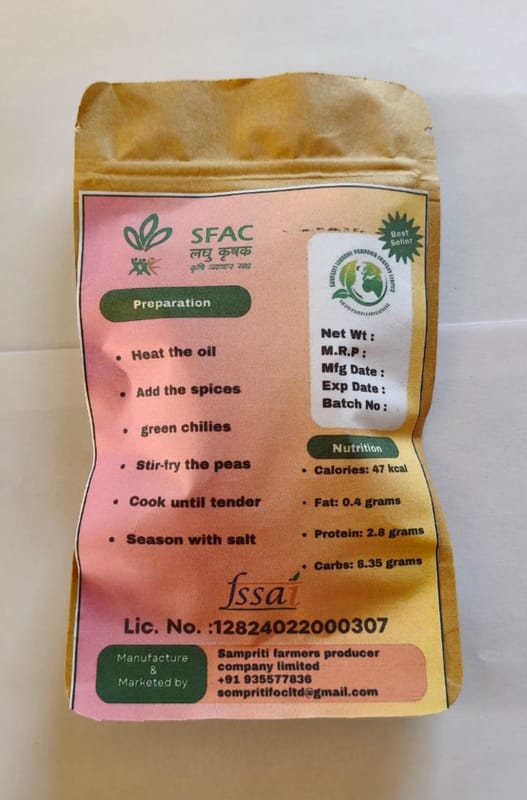 SFAC
लघु कृषक
कृषि व्यापार संघ
Best
Seller
Preparation
• Heat the oil
• Add the spices
• green chilies
• Stir-fry the peas
• Cook until tender
• Season with salt
Net Wt :
M.R.P :
Mfg Date :
Exp Date :
Batch No :
Nutrition
• Calories: 47 kcal
• Fat: 0.4 grams
• Protein: 2.8 grams
• Carbs: 8.35 grams
fssai
Lic. No. :12824022000307
Manufacture
&
Marketed by
Sampriti farmers producer
company limited
+91 935577836
sompritifocltd@gmail.com